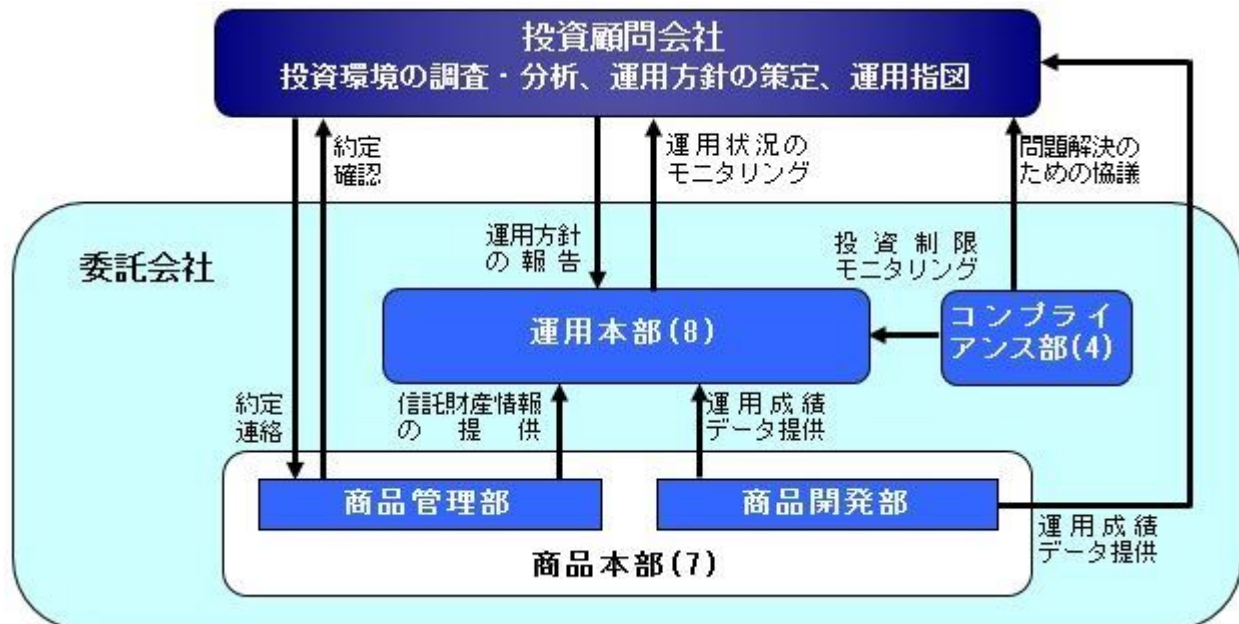 投資顧問会社
投資環境の調査・分析、運用方針の策定、運用指図
約定
確認
運用状況の
モニタリング
問題解決の
ための協議
委託会社
運用方針
の報告
投資制限
モニタリング
運用本部(8)
コンプライ
アンス部(4)
約定
連絡
信託財産情報
の提供
運用成績
データ提供
商品管理部
商品開発部
商品本部(7)
運用成績
データ提供